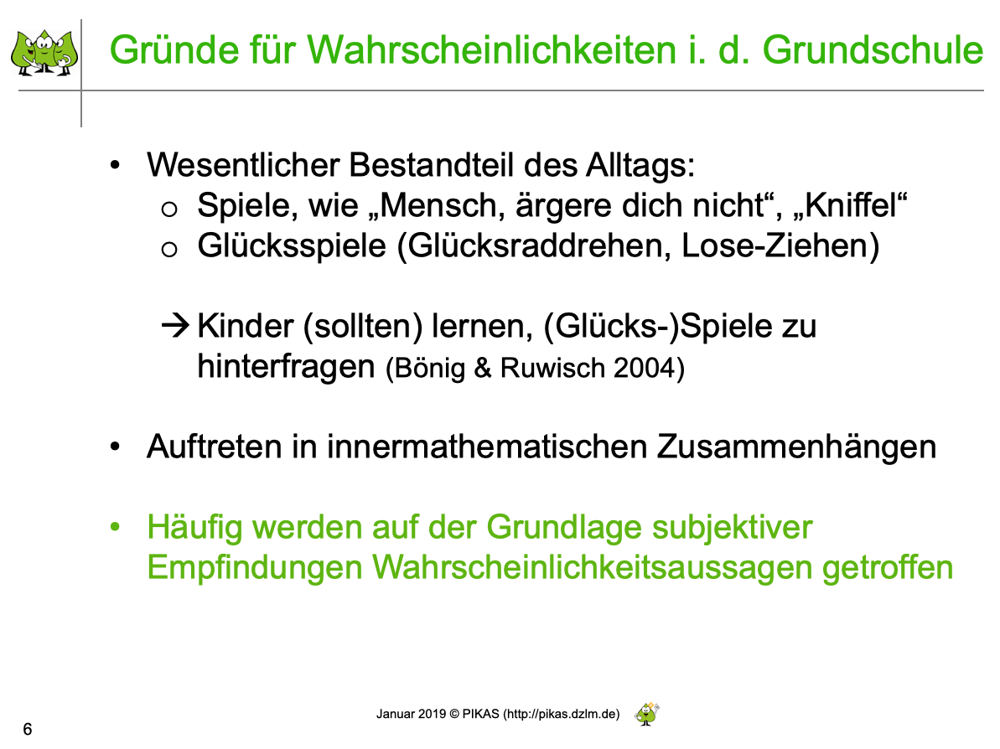 Gründe für Wahrscheinlichkeiten i. d. Grundschule
• Wesentlicher Bestandteil des Alltags:
o Spiele, wie „Mensch, ärgere dich nicht“, „Kniffel“
o Glücksspiele (Glücksraddrehen, Lose-Ziehen)
→ Kinder (sollten) lernen, (Glücks-)Spiele zu
hinterfragen (Bönig & Ruwisch 2004)
• Auftreten in innermathematischen Zusammenhängen
• Häufig werden auf der Grundlage subjektiver
Empfindungen Wahrscheinlichkeitsaussagen getroffen
Januar 2019 © PIKAS (http://pikas.dzlm.de)
6